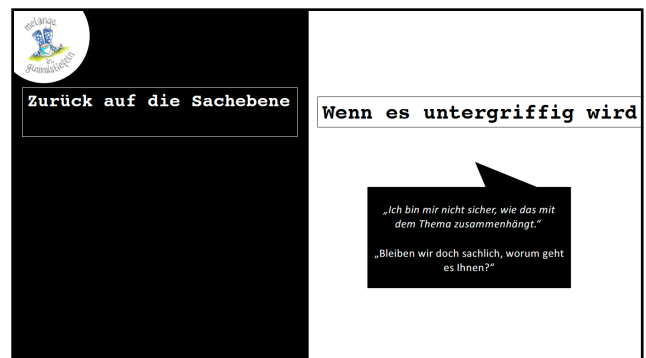 melange
in
gummistiefeln
Zurück auf die Sachebene
Wenn es untergriffig wird
„Ich bin mir nicht sicher, wie das mit
dem Thema zusammenhängt.“
„Bleiben wir doch sachlich, worum geht
es Ihnen?“